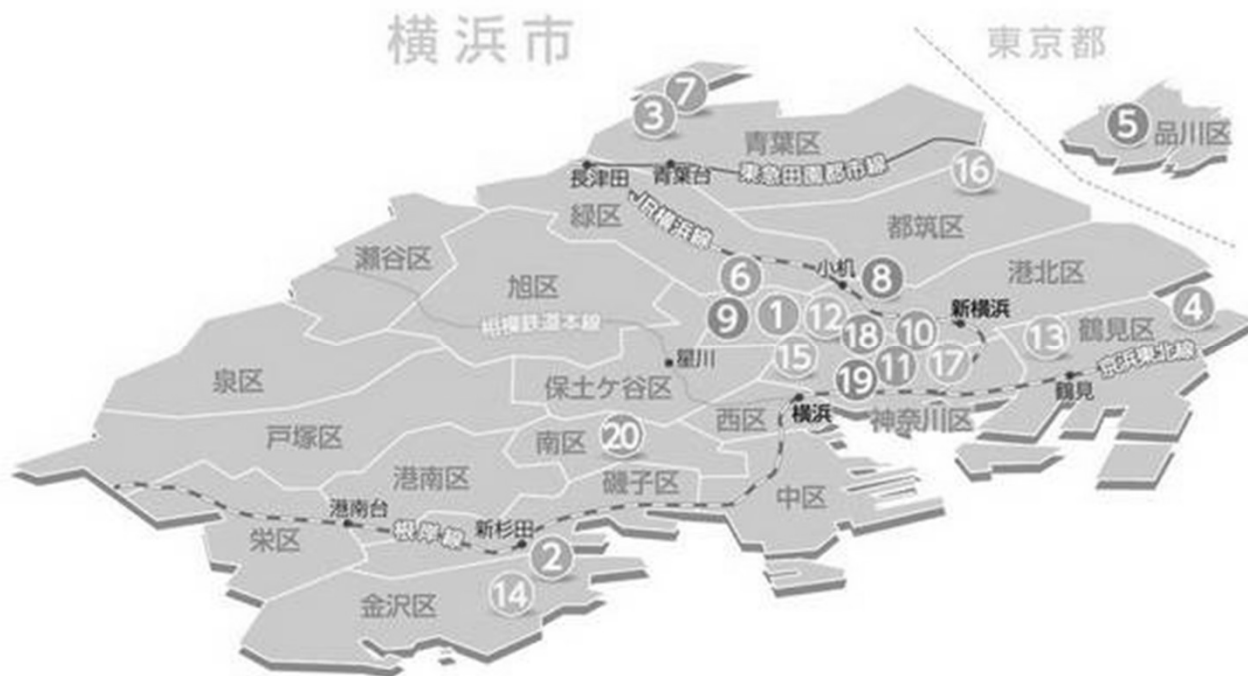 横浜市
東京都
7
3
5
品川区
青葉区
16
長津田
青葉台
東急田園都市線
緑区
JR横浜線
都筑区
瀬谷区
旭区
6
小机
8
港北区
9
1
12
18
10
新横浜
13
鶴見区
4
相模鉄道本線
泉区
星川
15
19
11
17
京浜東北線
保土ケ谷区
西区
横浜
神奈川区
鶴見
戸塚区
南区
20
港南区
磯子区
中区
港南台
根岸線
新杉田
栄区
2
金沢区
14